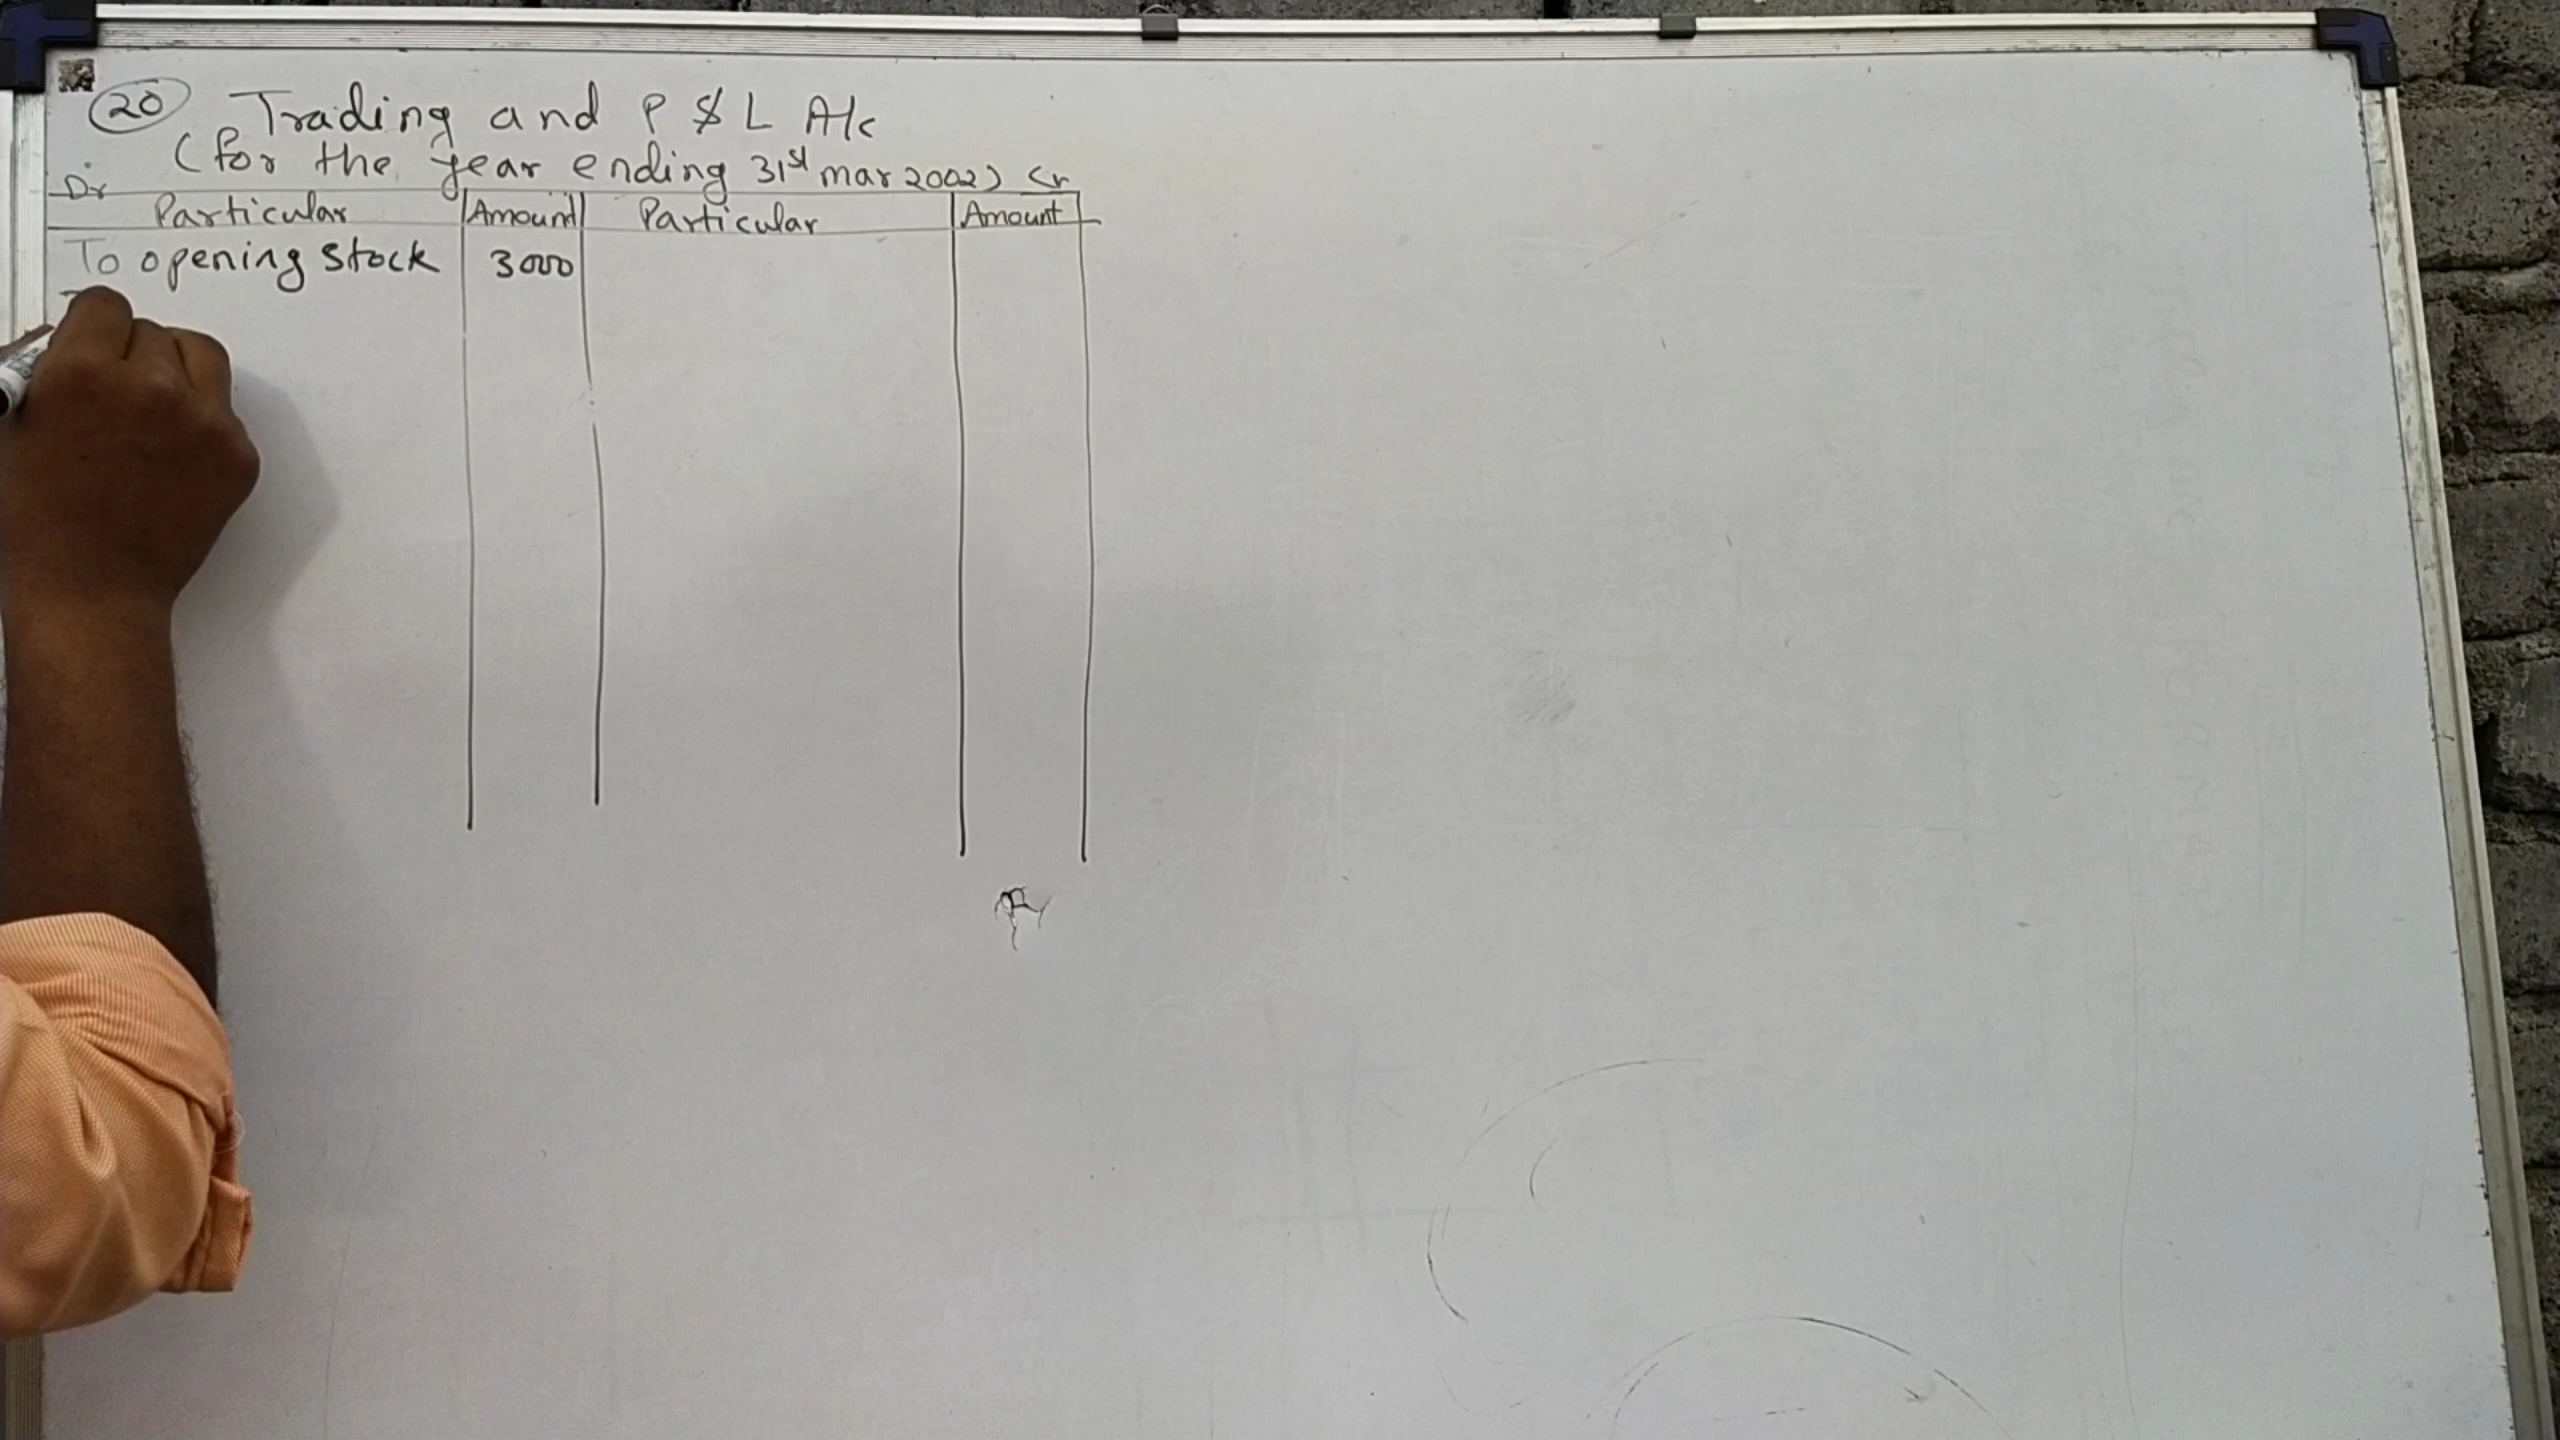 20 Trading and P & L A/c
(for the year ending 31st mar 2002)
Dr Cr
Particular Amount Particular Amount
To opening stock 3000